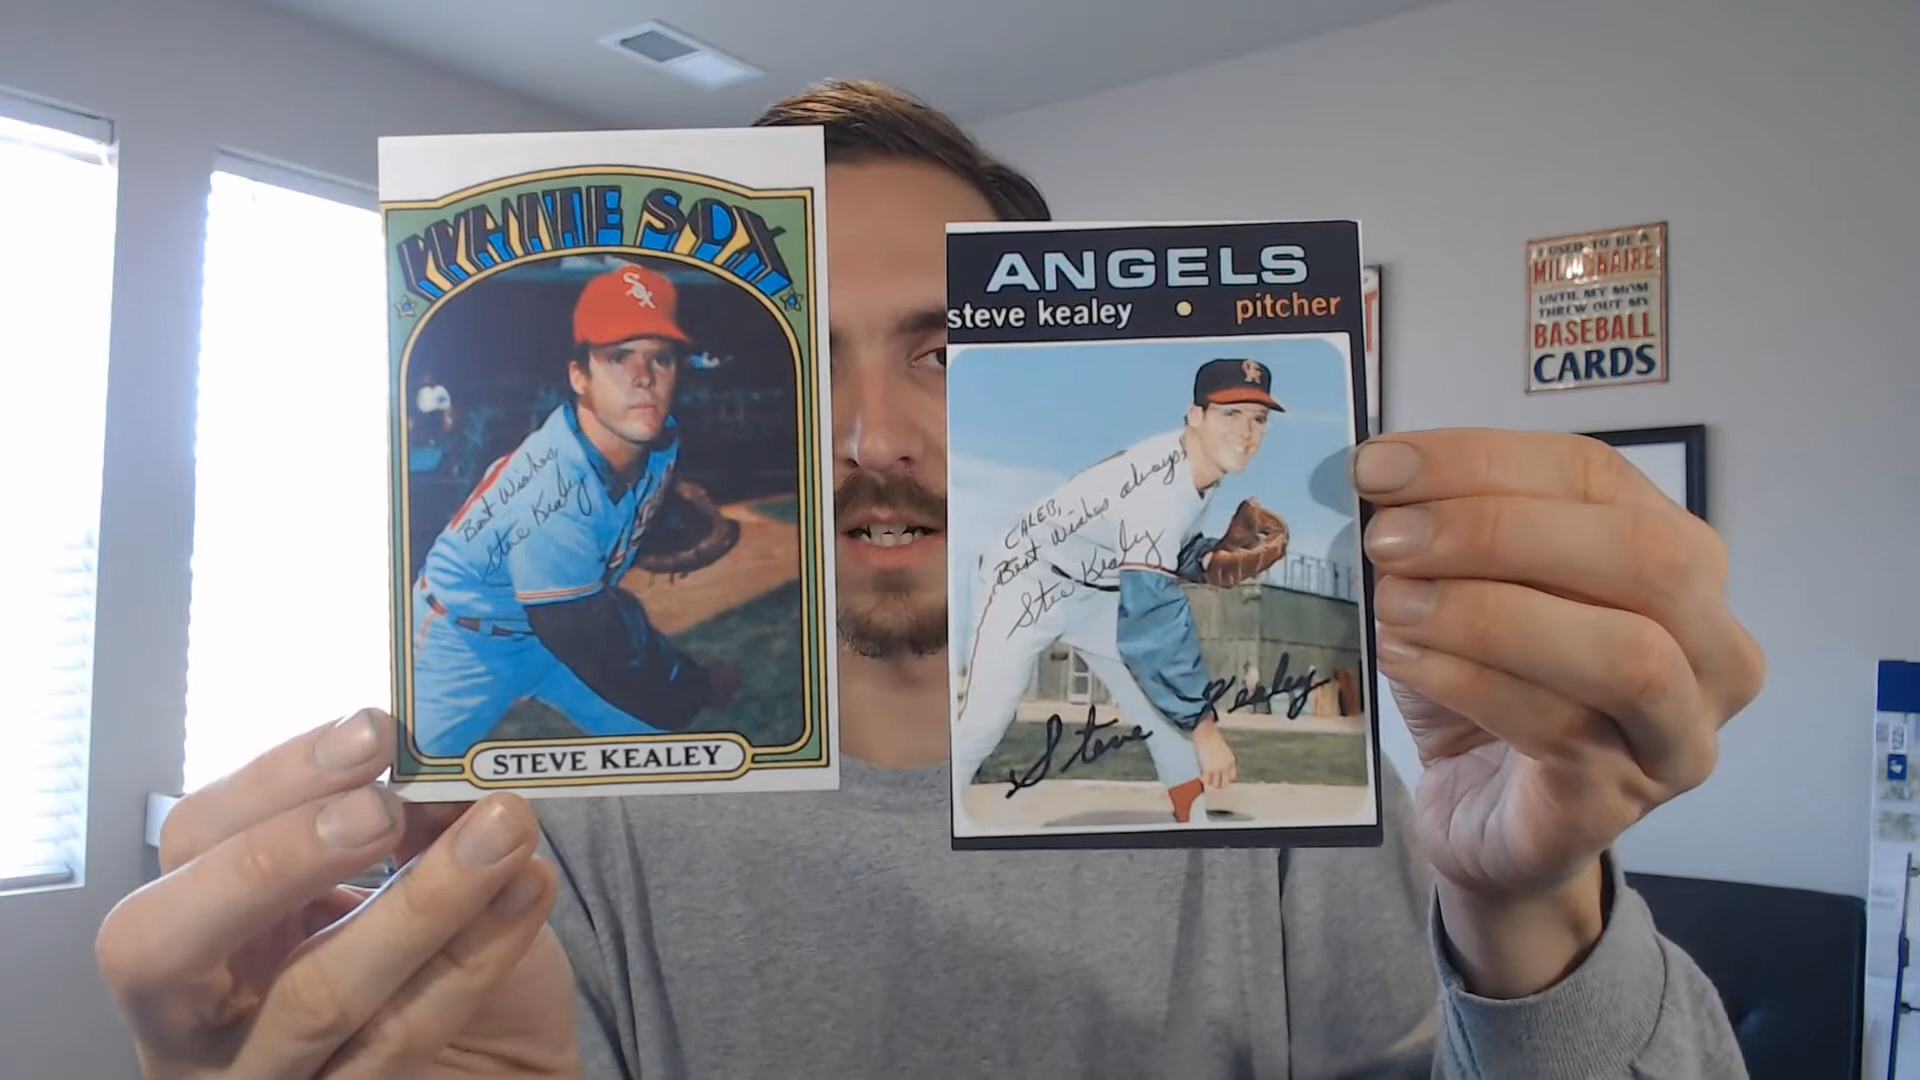 WHITE SOX
Sox
Best Wishes
Steve Kealey
STEVE KEALEY
ANGELS
steve kealey • pitcher
CALEB,
Best Wishes always,
Steve Kealey
Steve Kealey
I USED TO BE A
MILLIONAIRE
UNTIL MY MOM
THREW OUT MY
BASEBALL
CARDS